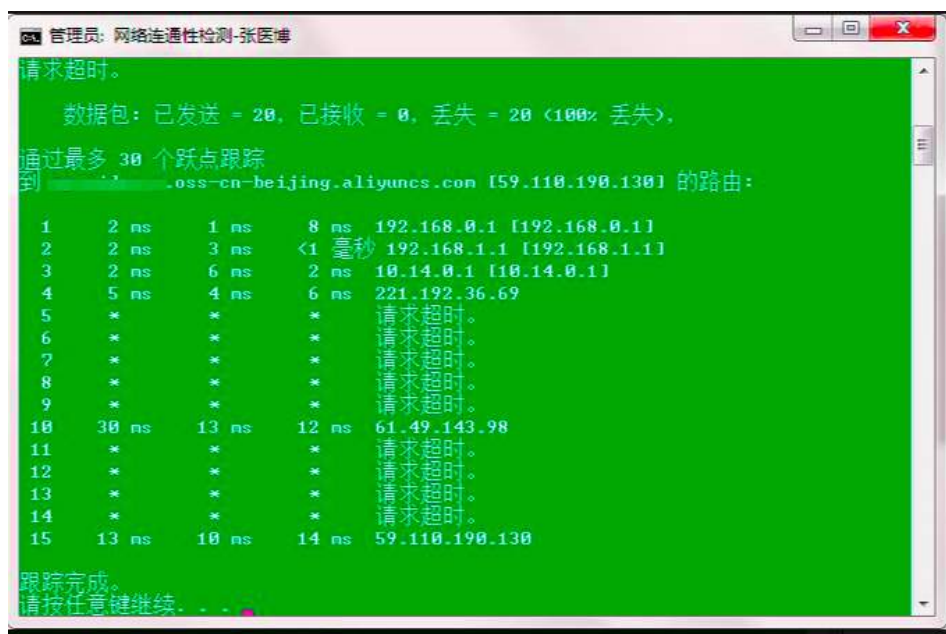 管理员: 网络连通性检测-张医博
请求超时。
数据包: 已发送 = 20, 已接收 = 0, 丢失 = 20 <100% 丢失>,
通过最多 30 个跃点跟踪
到 .oss-cn-beijing.aliyuncs.com [59.110.190.130] 的路由:
1 2 ms 1 ms 8 ms 192.168.0.1 [192.168.0.1]
2 2 ms 3 ms <1 毫秒 192.168.1.1 [192.168.1.1]
3 2 ms 6 ms 2 ms 10.14.0.1 [10.14.0.1]
4 5 ms 4 ms 6 ms 221.192.36.69
5 * * * 请求超时。
6 * * * 请求超时。
7 * * * 请求超时。
8 * * * 请求超时。
9 * * * 请求超时。
10 30 ms 13 ms 12 ms 61.49.143.98
11 * * * 请求超时。
12 * * * 请求超时。
13 * * * 请求超时。
14 * * * 请求超时。
15 13 ms 10 ms 14 ms 59.110.190.130
跟踪完成。
请按任意键继续. . .